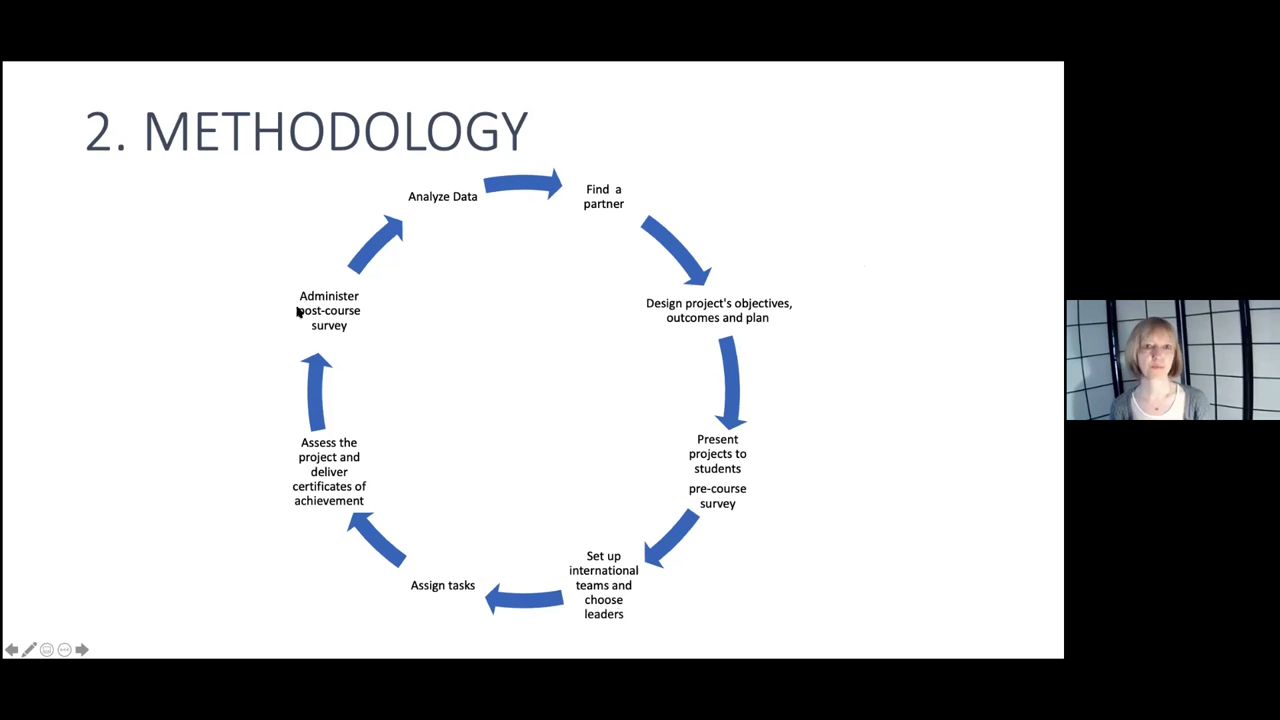 2. METHODOLOGY
Analyze Data
Find a
partner
Design project's objectives,
outcomes and plan
Present
projects to
students
pre-course
survey
Set up
international
teams and
choose
leaders
Assign tasks
Assess the
project and
deliver
certificates of
achievement
Administer
post-course
survey